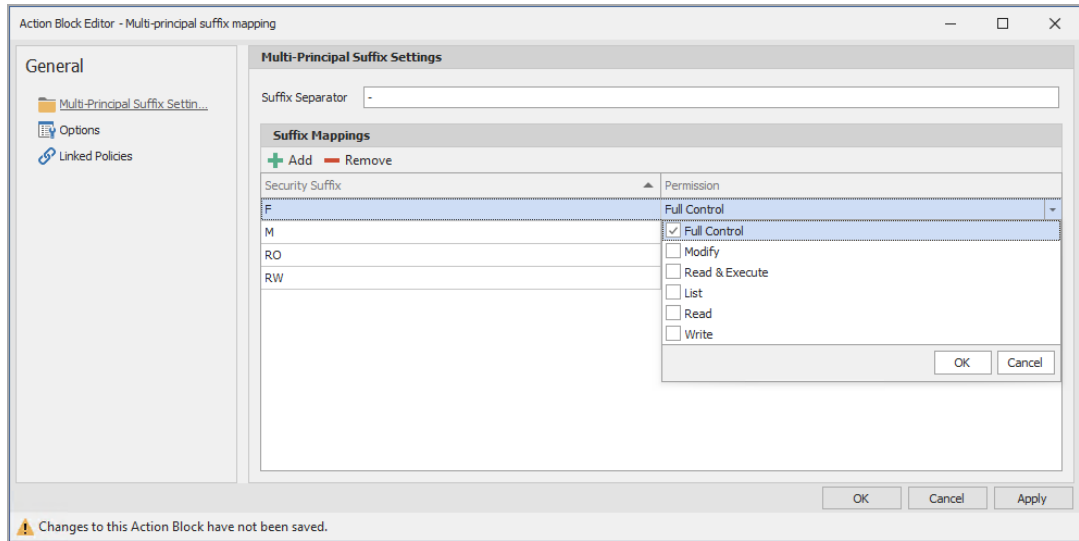 Action Block Editor - Multi-principal suffix mapping
General
Multi-Principal Suffix Settin...
Options
Linked Policies
Multi-Principal Suffix Settings
Suffix Separator -
Suffix Mappings
Add Remove
Security Suffix Permission
F Full Control
M
RO
RW
Full Control
Modify
Read & Execute
List
Read
Write
OK Cancel
OK Cancel Apply
Changes to this Action Block have not been saved.